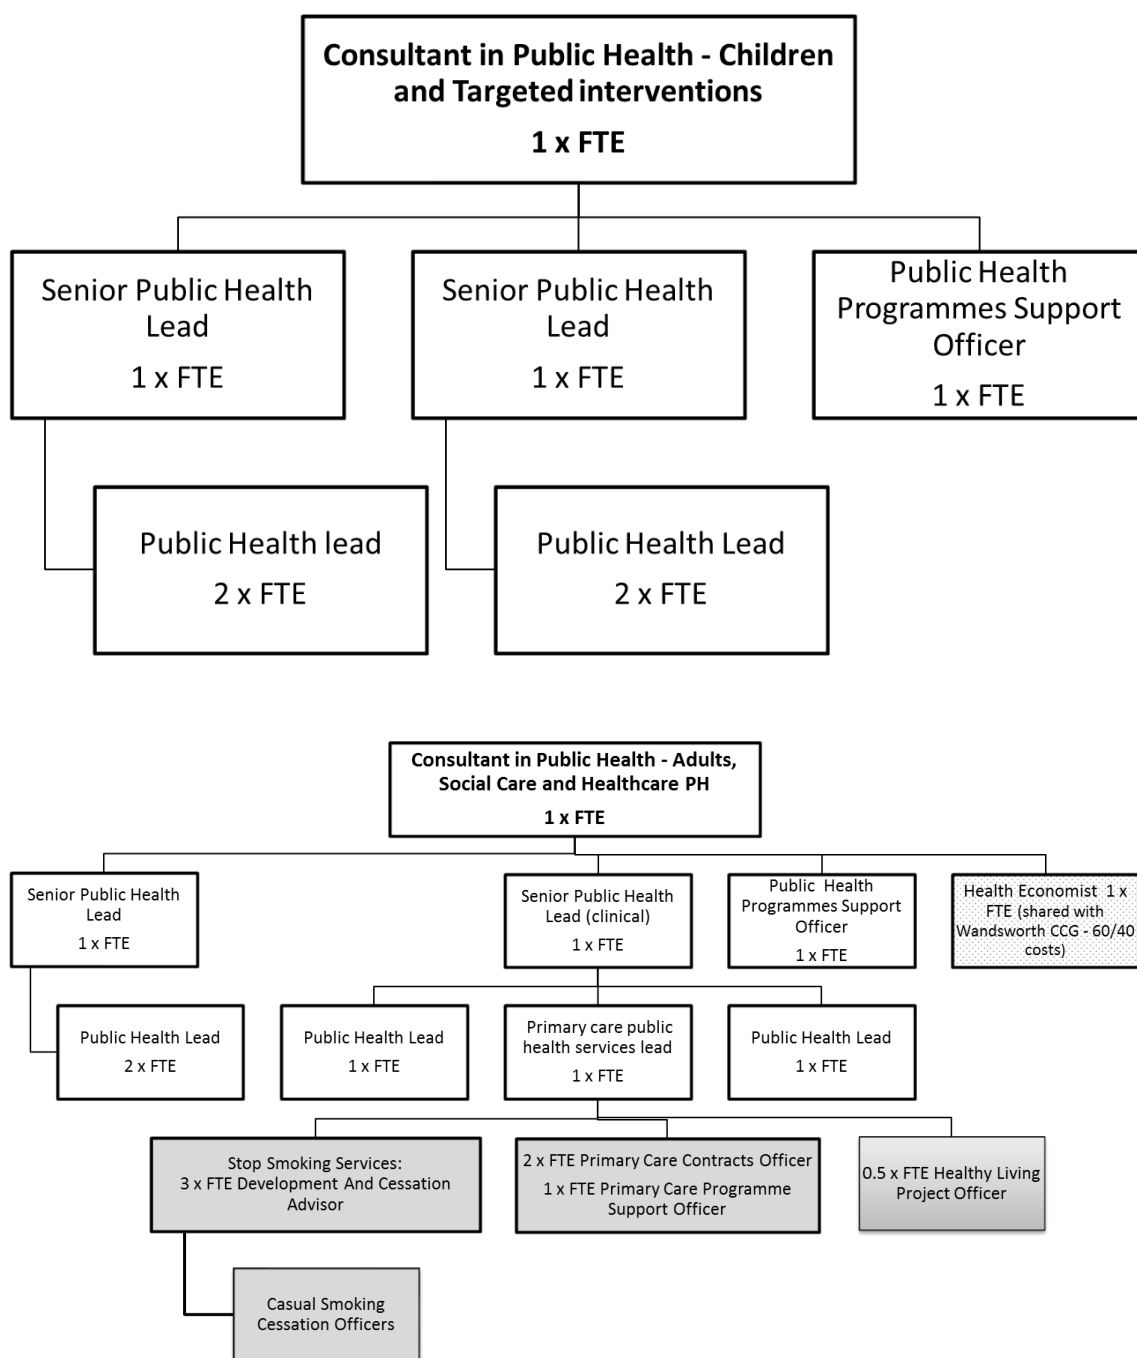 Consultant in Public Health - Children
and Targeted interventions
1 x FTE
Senior Public Health
Lead
1 x FTE
Senior Public Health
Lead
1 x FTE
Public Health
Programmes Support
Officer
1 x FTE
Public Health lead
2 x FTE
Public Health Lead
2 x FTE
Consultant in Public Health - Adults,
Social Care and Healthcare PH
1 x FTE
Senior Public Health
Lead
1 x FTE
Senior Public Health
Lead (clinical)
1 x FTE
Public Health
Programmes Support
Officer
1 x FTE
Health Economist 1 x
FTE (shared with
Wandsworth CCG - 60/40
costs)
Public Health Lead
2 x FTE
Public Health Lead
1 x FTE
Primary care public
health services lead
1 x FTE
Public Health Lead
1 x FTE
Stop Smoking Services:
3 x FTE Development And Cessation
Advisor
2 x FTE Primary Care Contracts Officer
1 x FTE Primary Care Programme
Support Officer
0.5 x FTE Healthy Living
Project Officer
Casual Smoking
Cessation Officers